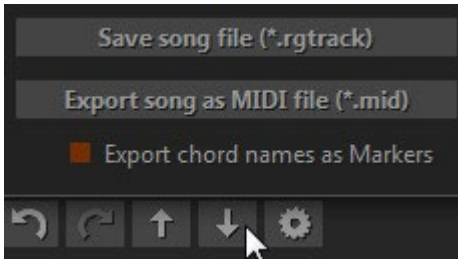 Save song file (*.rgtrack)
Export song as MIDI file (*.mid)
Export chord names as Markers